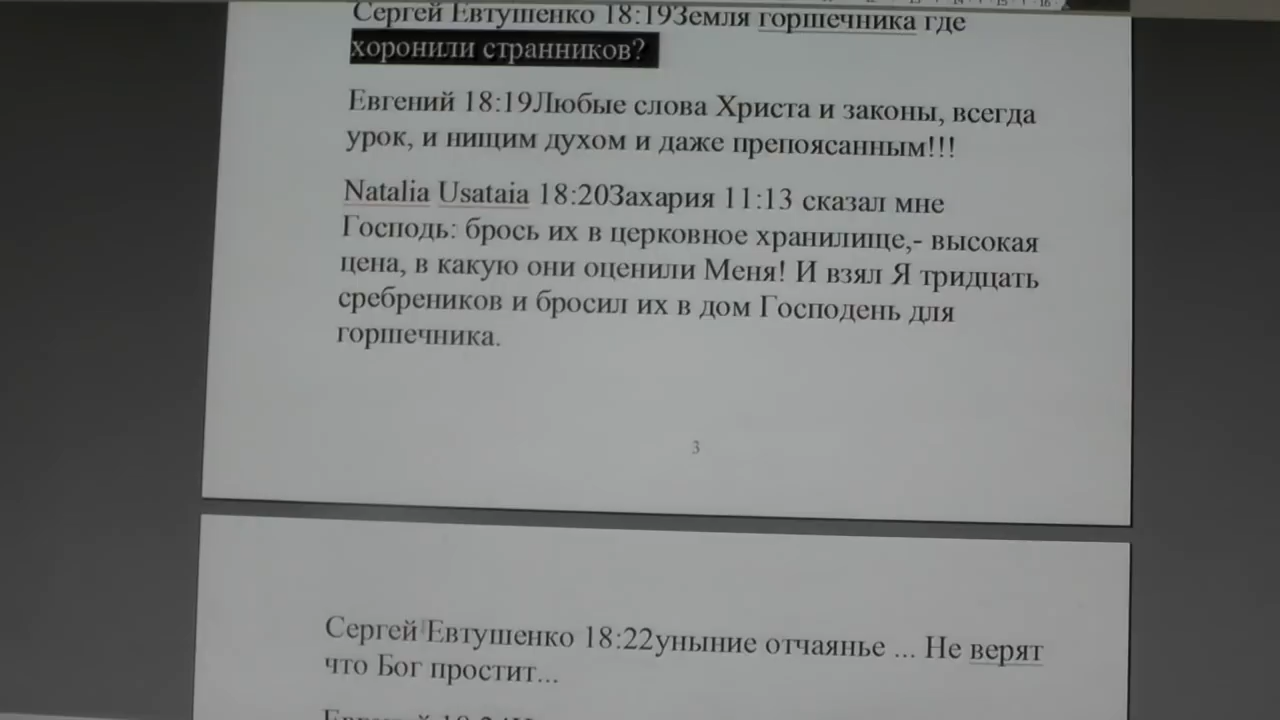 Сергей Евтушенко 18:19Земля горшечника где
хоронили странников?
Евгений 18:19Любые слова Христа и законы, всегда
урок, и нищим духом и даже препоясанным!!!
Natalia Usataia 18:20Захария 11:13 сказал мне
Господь: брось их в церковное хранилище,- высокая
цена, в какую они оценили Меня! И взял Я тридцать
сребреников и бросил их в дом Господень для
горшечника.
3
Сергей Евтушенко 18:22уныние отчаянье ... Не верят
что Бог простит...